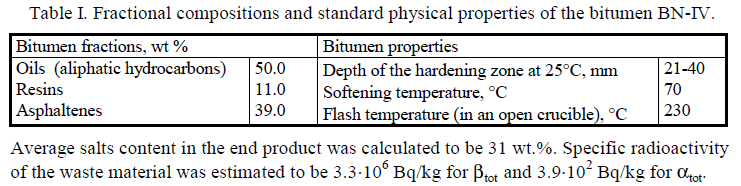 Table I. Fractional compositions and standard physical properties of the bitumen BN-IV.
Bitumen fractions, wt % Bitumen properties
Oils (aliphatic hydrocarbons) 50.0 Depth of the hardening zone at 25°C, mm 21-40
Resins 11.0 Softening temperature, °C 70
Asphaltenes 39.0 Flash temperature (in an open crucible), °C 230
Average salts content in the end product was calculated to be 31 wt.%. Specific radioactivity
of the waste material was estimated to be 3.3·10⁶ Bq/kg for βtot and 3.9·10² Bq/kg for αtot.